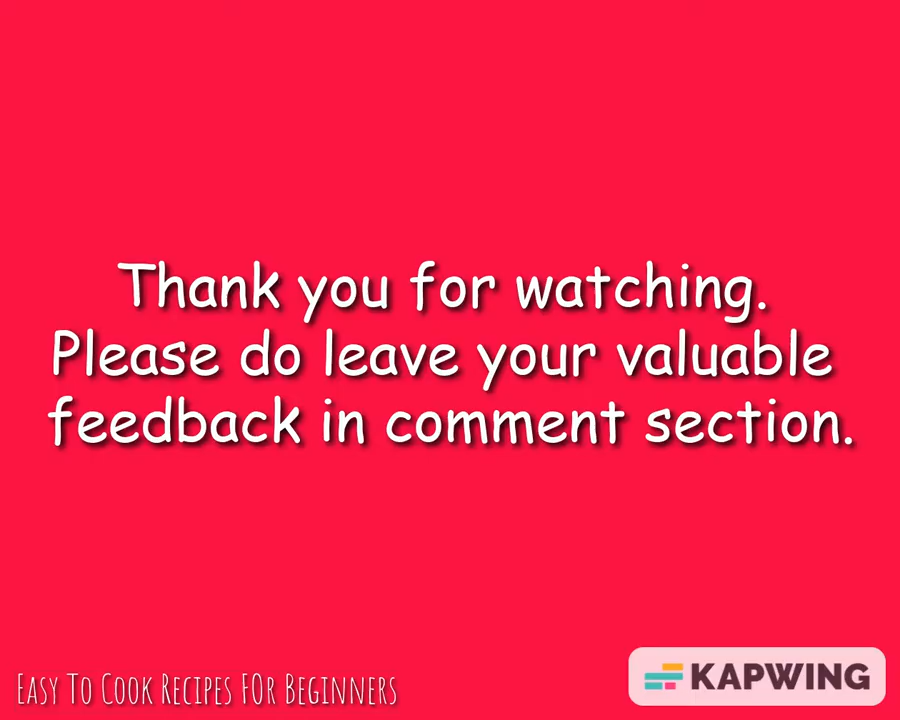 Thank you for watching.
Please do leave your valuable
feedback in comment section.
Easy To Cook Recipes FOr Beginners
KAPWING